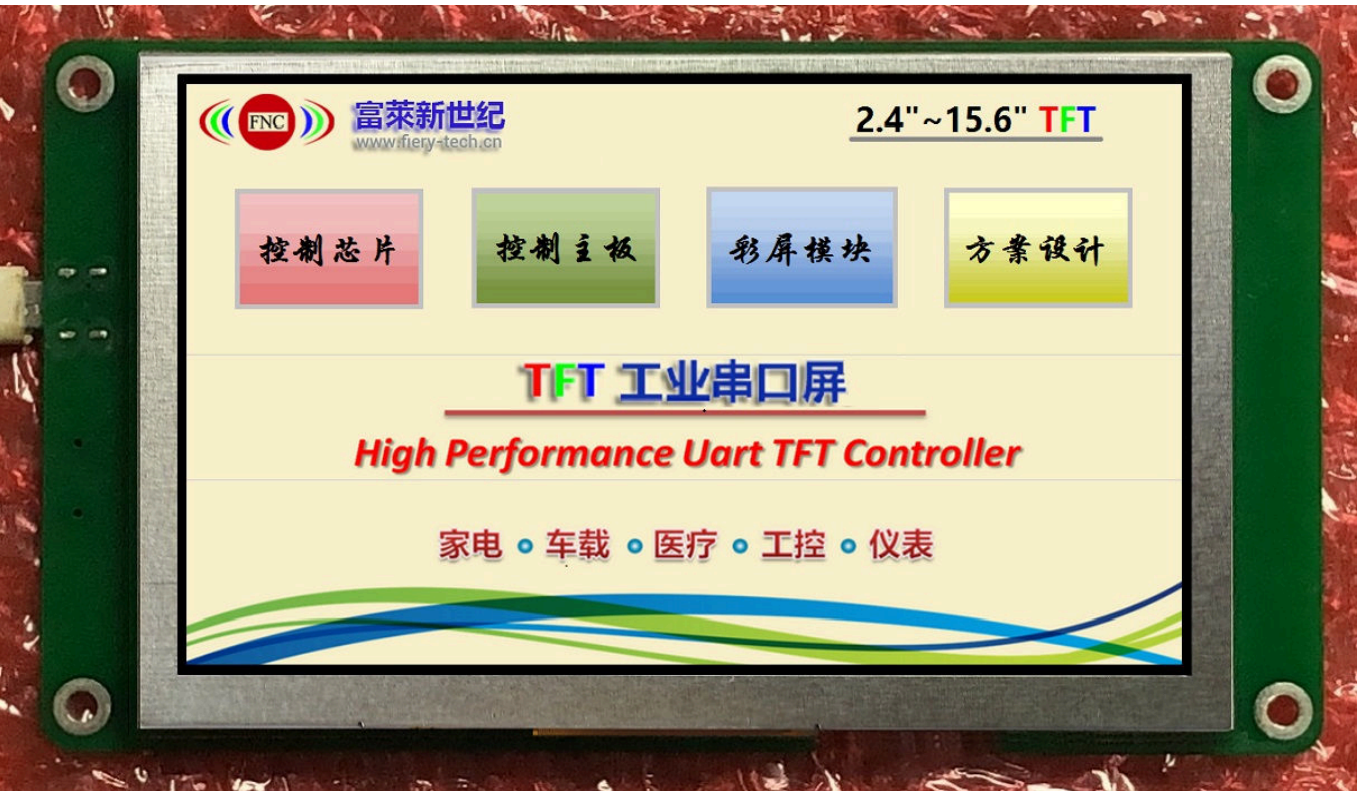 FNC 富莱新世纪 2.4"~15.6" TFT
www.fiery-tech.cn
控制芯片 控制主板 彩屏模块 方案设计
TFT 工业串口屏
High Performance Uart TFT Controller
家电 • 车载 • 医疗 • 工控 • 仪表